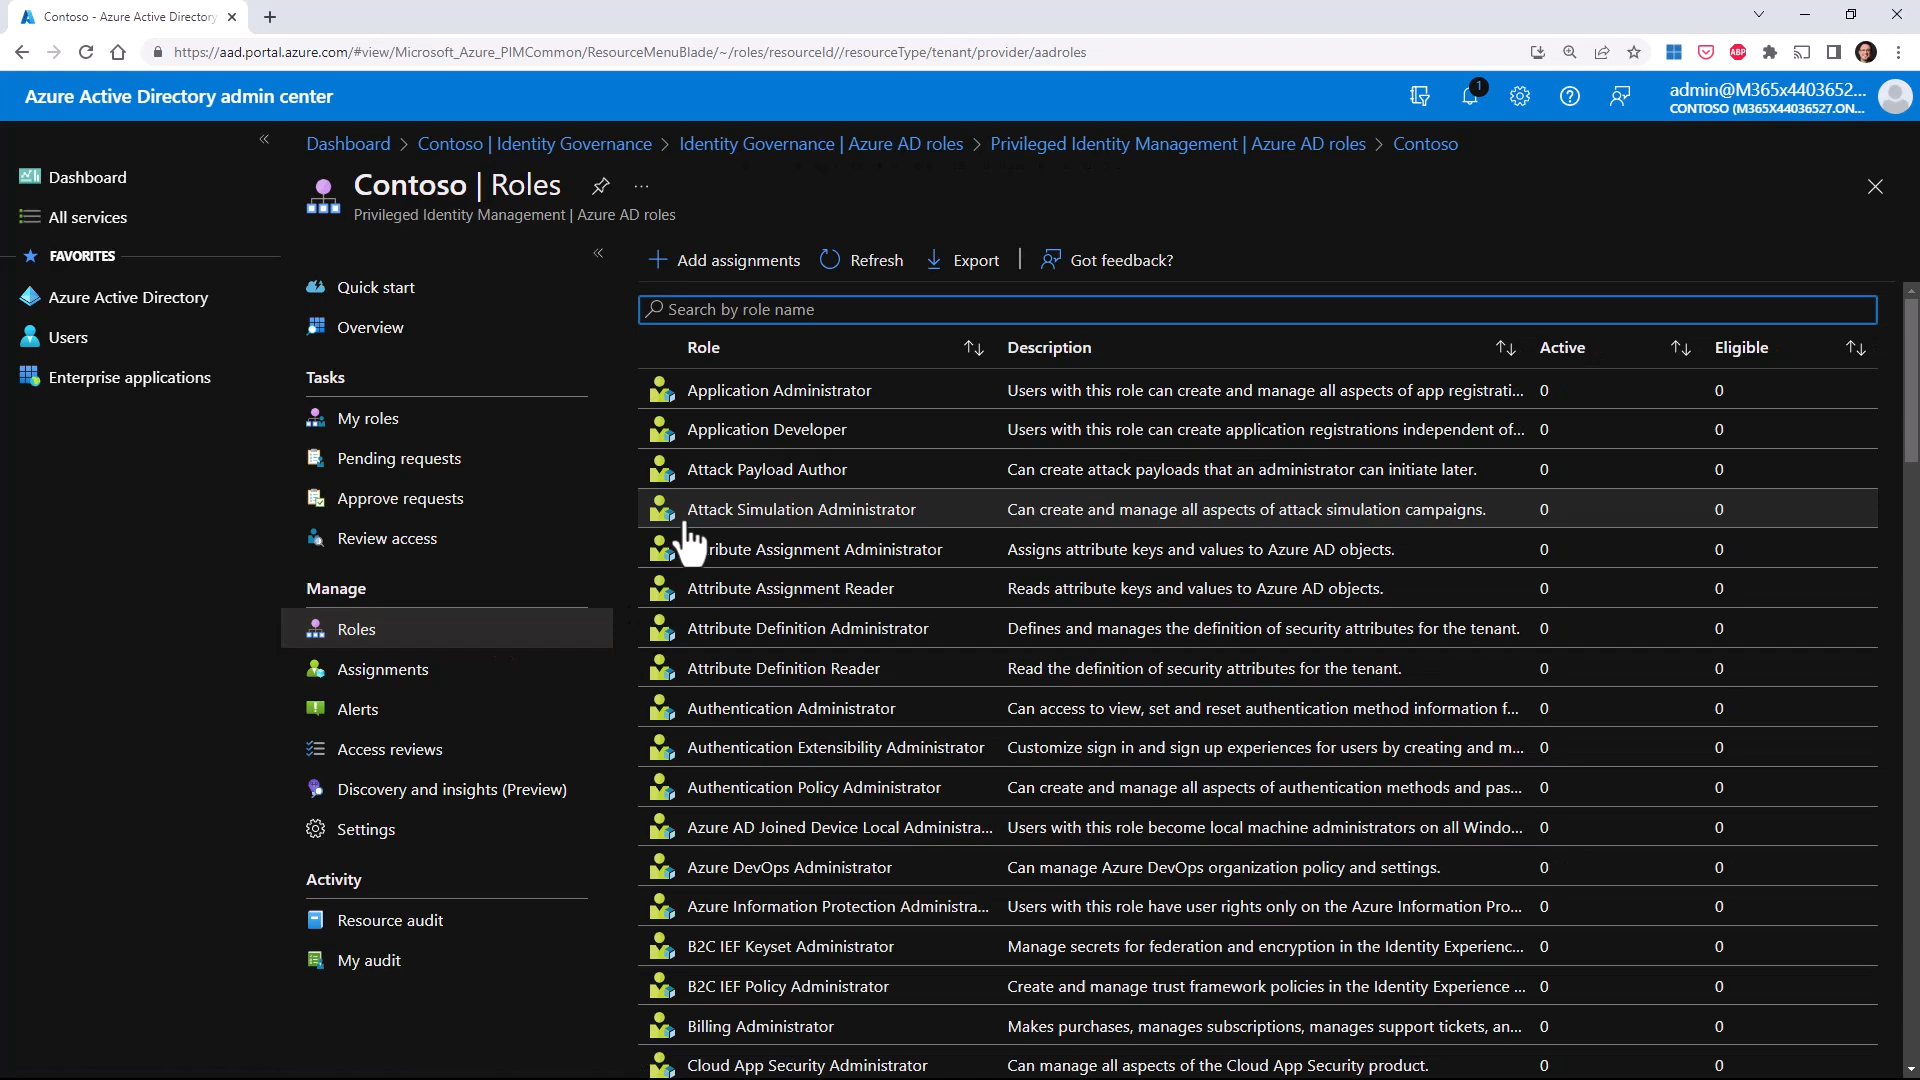 Contoso - Azure Active Directory
https://aad.portal.azure.com/#view/Microsoft_Azure_PIMCommon/ResourceMenuBlade/~/roles/resourceId//resourceType/tenant/provider/aadroles
ABP
Azure Active Directory admin center
1
admin@M365x4403652...
CONTOSO (M365X44036527.ON...
Dashboard > Contoso | Identity Governance > Identity Governance | Azure AD roles > Privileged Identity Management | Azure AD roles > Contoso
Dashboard
All services
FAVORITES
Azure Active Directory
Users
Enterprise applications
Contoso | Roles
...
Privileged Identity Management | Azure AD roles
Quick start
Overview
Tasks
My roles
Pending requests
Approve requests
Review access
Manage
Roles
Assignments
Alerts
Access reviews
Discovery and insights (Preview)
Settings
Activity
Resource audit
My audit
Add assignments Refresh Export | Got feedback?
Search by role name
Role Description Active Eligible
Application Administrator Users with this role can create and manage all aspects of app registrati... 0 0
Application Developer Users with this role can create application registrations independent of... 0 0
Attack Payload Author Can create attack payloads that an administrator can initiate later. 0 0
Attack Simulation Administrator Can create and manage all aspects of attack simulation campaigns. 0 0
ribute Assignment Administrator Assigns attribute keys and values to Azure AD objects. 0 0
Attribute Assignment Reader Reads attribute keys and values to Azure AD objects. 0 0
Attribute Definition Administrator Defines and manages the definition of security attributes for the tenant. 0 0
Attribute Definition Reader Read the definition of security attributes for the tenant. 0 0
Authentication Administrator Can access to view, set and reset authentication method information f... 0 0
Authentication Extensibility Administrator Customize sign in and sign up experiences for users by creating and m... 0 0
Authentication Policy Administrator Can create and manage all aspects of authentication methods and pas... 0 0
Azure AD Joined Device Local Administra... Users with this role become local machine administrators on all Windo... 0 0
Azure DevOps Administrator Can manage Azure DevOps organization policy and settings. 0 0
Azure Information Protection Administra... Users with this role have user rights only on the Azure Information Pro... 0 0
B2C IEF Keyset Administrator Manage secrets for federation and encryption in the Identity Experienc... 0 0
B2C IEF Policy Administrator Create and manage trust framework policies in the Identity Experience ... 0 0
Billing Administrator Makes purchases, manages subscriptions, manages support tickets, an... 0 0
Cloud App Security Administrator Can manage all aspects of the Cloud App Security product. 0 0